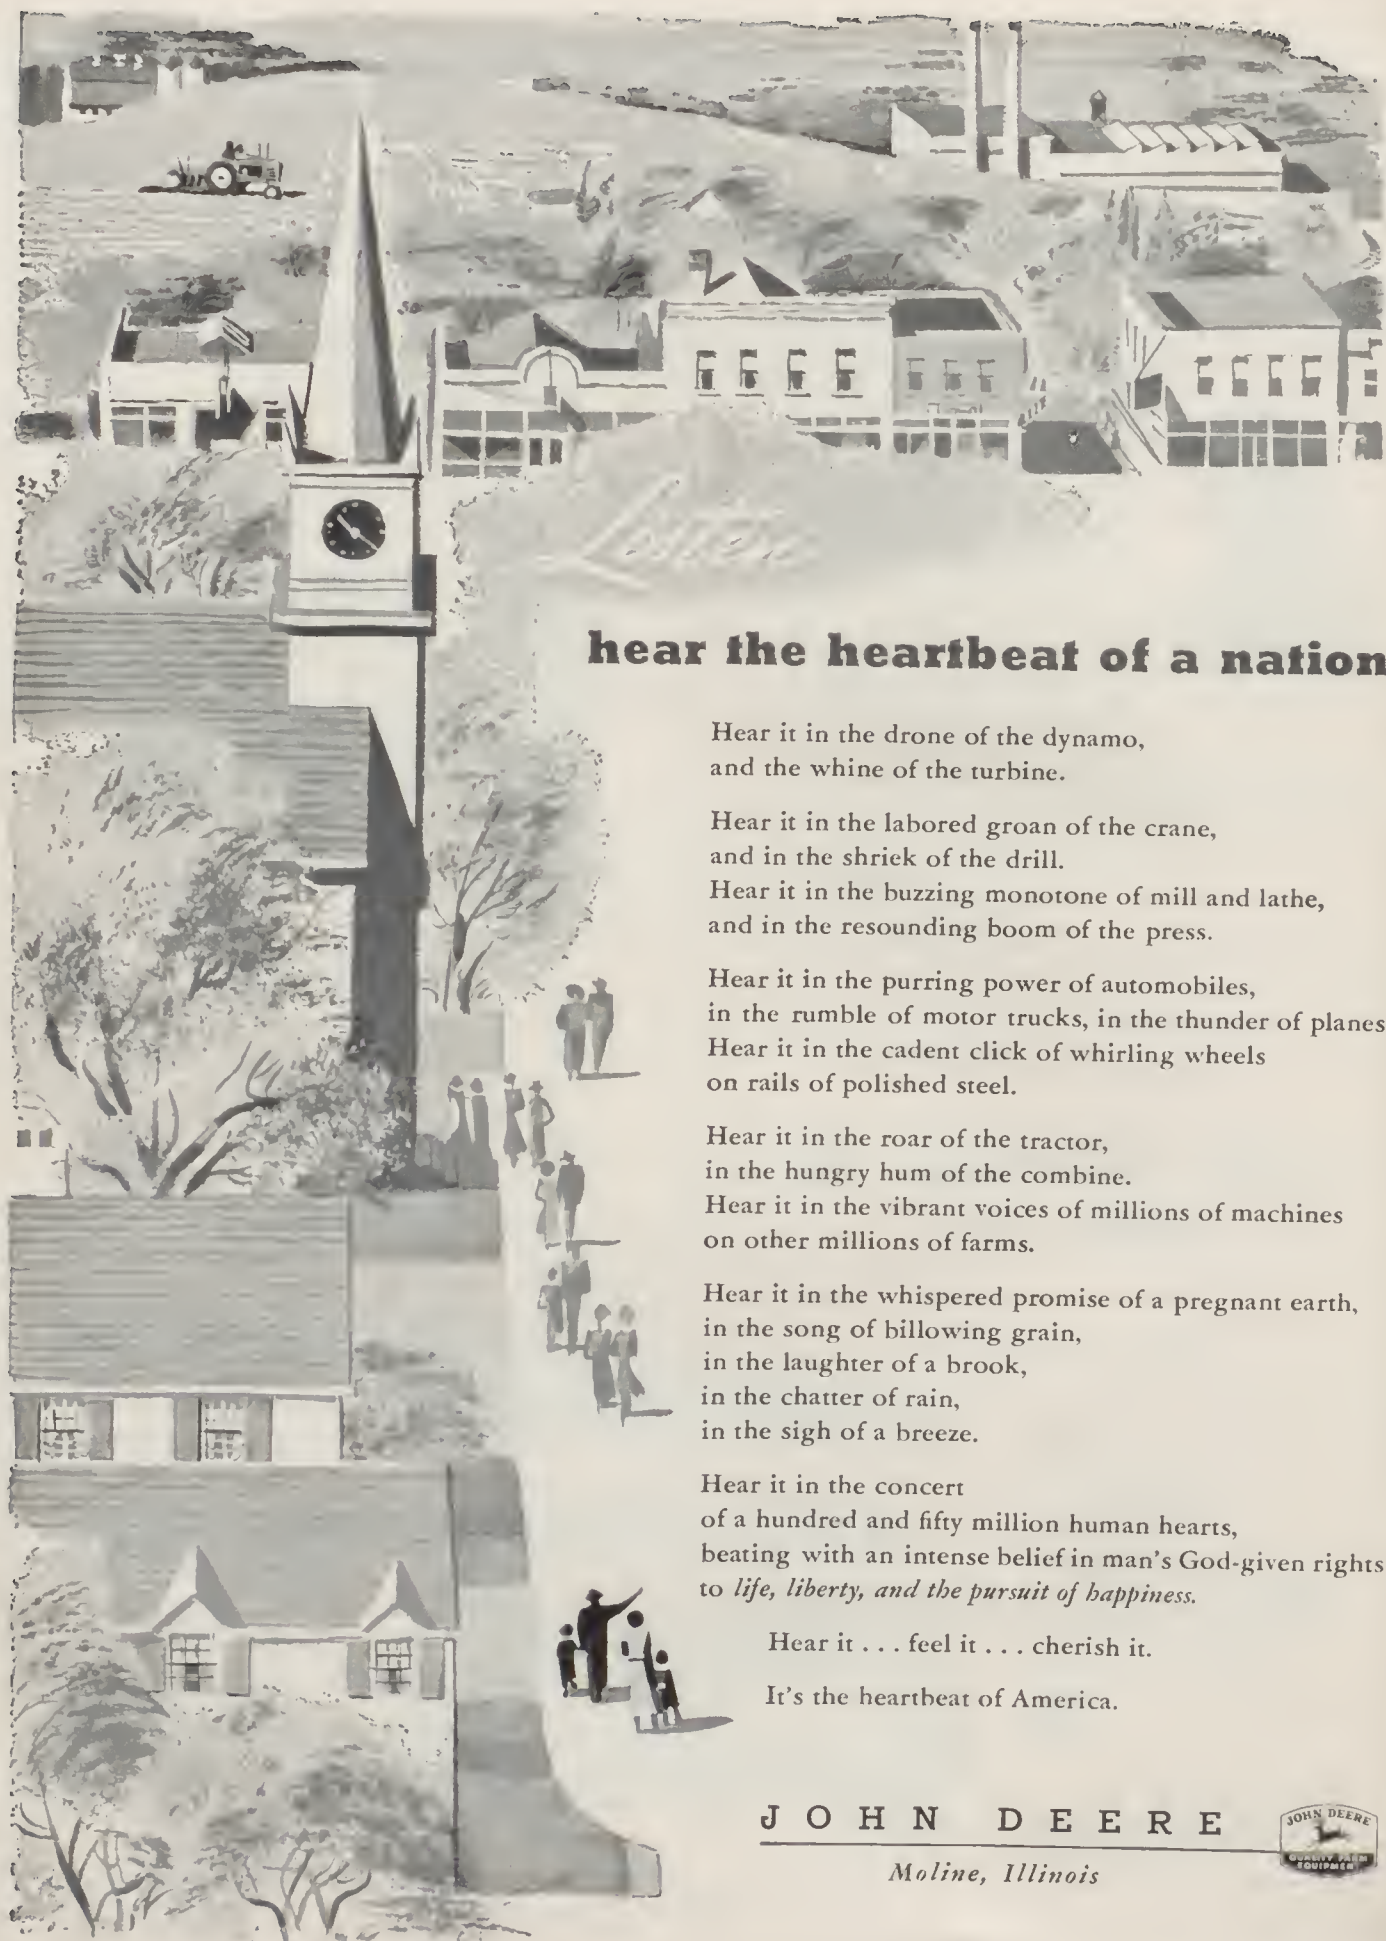 Listen
hear the heartbeat of a nation
Hear it in the drone of the dynamo,
and the whine of the turbine.
Hear it in the labored groan of the crane,
and in the shriek of the drill.
Hear it in the buzzing monotone of mill and lathe,
and in the resounding boom of the press.
Hear it in the purring power of automobiles,
in the rumble of motor trucks, in the thunder of planes
Hear it in the cadent click of whirling wheels
on rails of polished steel.
Hear it in the roar of the tractor,
in the hungry hum of the combine.
Hear it in the vibrant voices of millions of machines
on other millions of farms.
Hear it in the whispered promise of a pregnant earth,
in the song of billowing grain,
in the laughter of a brook,
in the chatter of rain,
in the sigh of a breeze.
Hear it in the concert
of a hundred and fifty million human hearts,
beating with an intense belief in man's God-given rights
to life, liberty, and the pursuit of happiness.
Hear it . . . feel it . . . cherish it.
It's the heartbeat of America.
JOHN DEERE
Moline, Illinois
JOHN DEERE
QUALITY FARM
EQUIPMEN